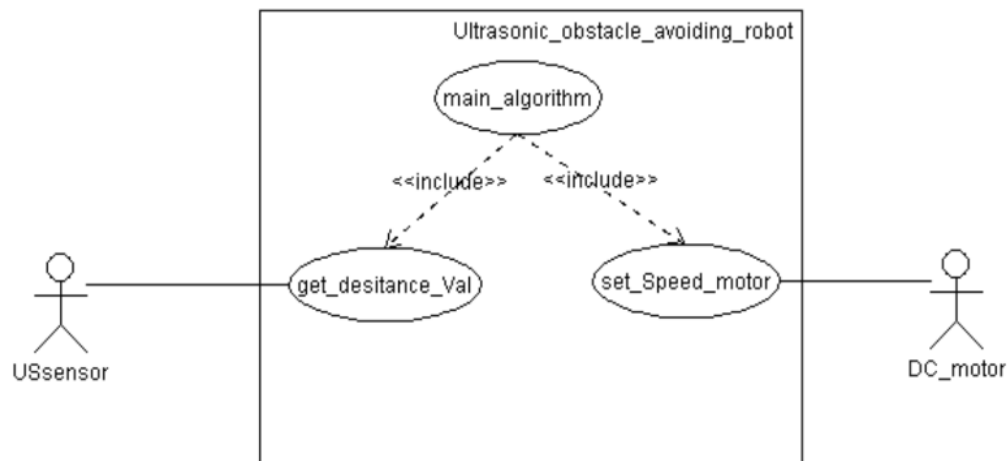 Ultrasonic_obstacle_avoiding_robot
main_algorithm
<<include>>
<<include>>
get_desitance_Val
set_Speed_motor
USsensor
DC_motor